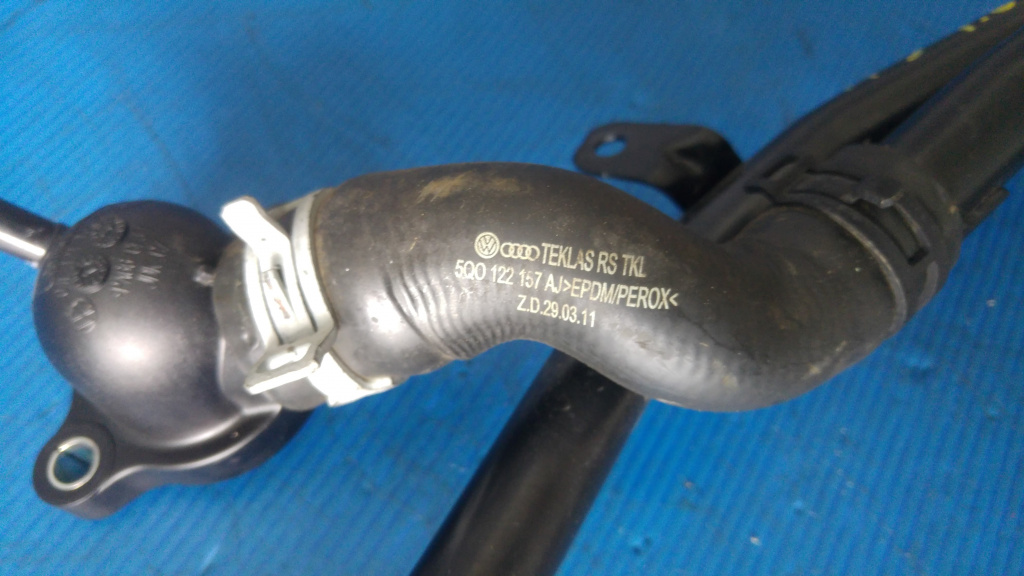 TEKLAS RS TKL
5Q0 122 157 AJ>EPDM/PEROX<
Z.D.29.03.11